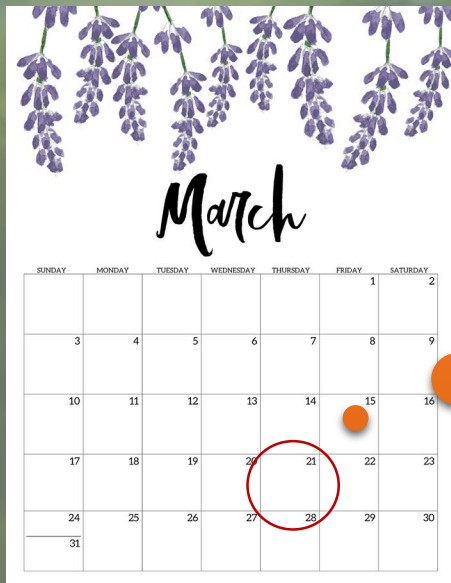 March
SUNDAY MONDAY TUESDAY WEDNESDAY THURSDAY FRIDAY SATURDAY
1 2
3 4 5 6 7 8 9
10 11 12 13 14 15 16
17 18 19 20 21 22 23
24 25 26 27 28 29 30
31